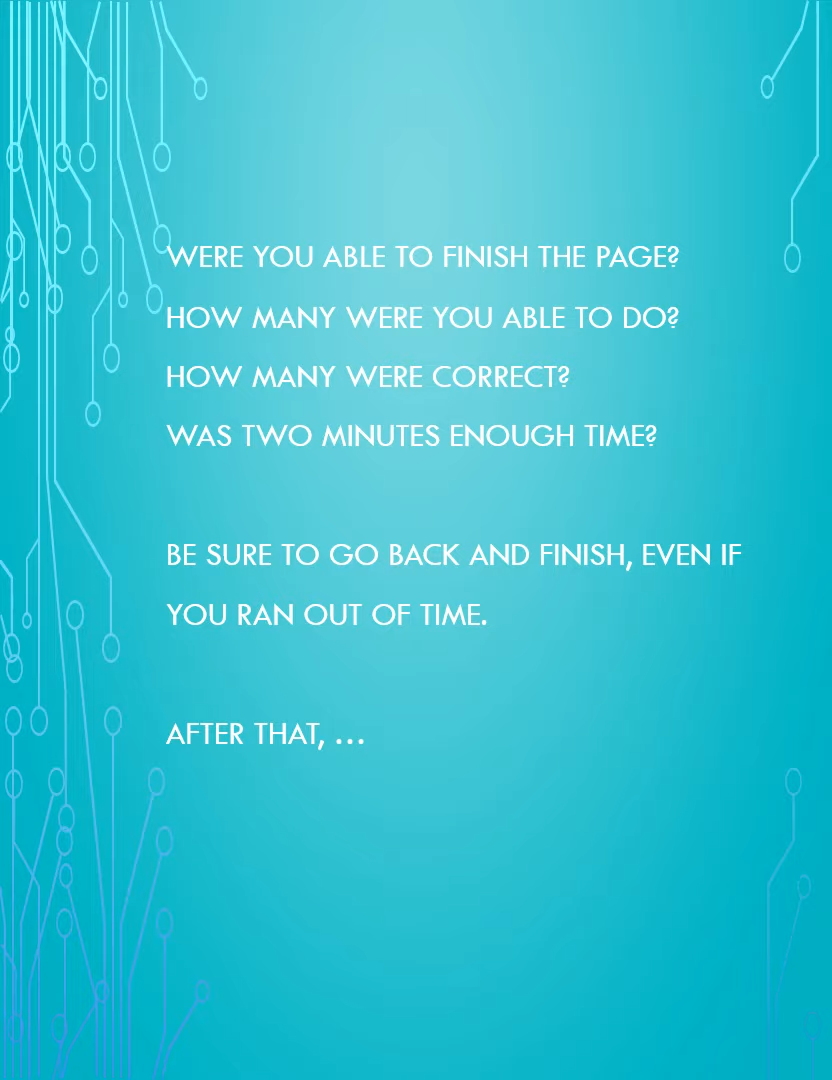 WERE YOU ABLE TO FINISH THE PAGE?
HOW MANY WERE YOU ABLE TO DO?
HOW MANY WERE CORRECT?
WAS TWO MINUTES ENOUGH TIME?
BE SURE TO GO BACK AND FINISH, EVEN IF
YOU RAN OUT OF TIME.
AFTER THAT, ...